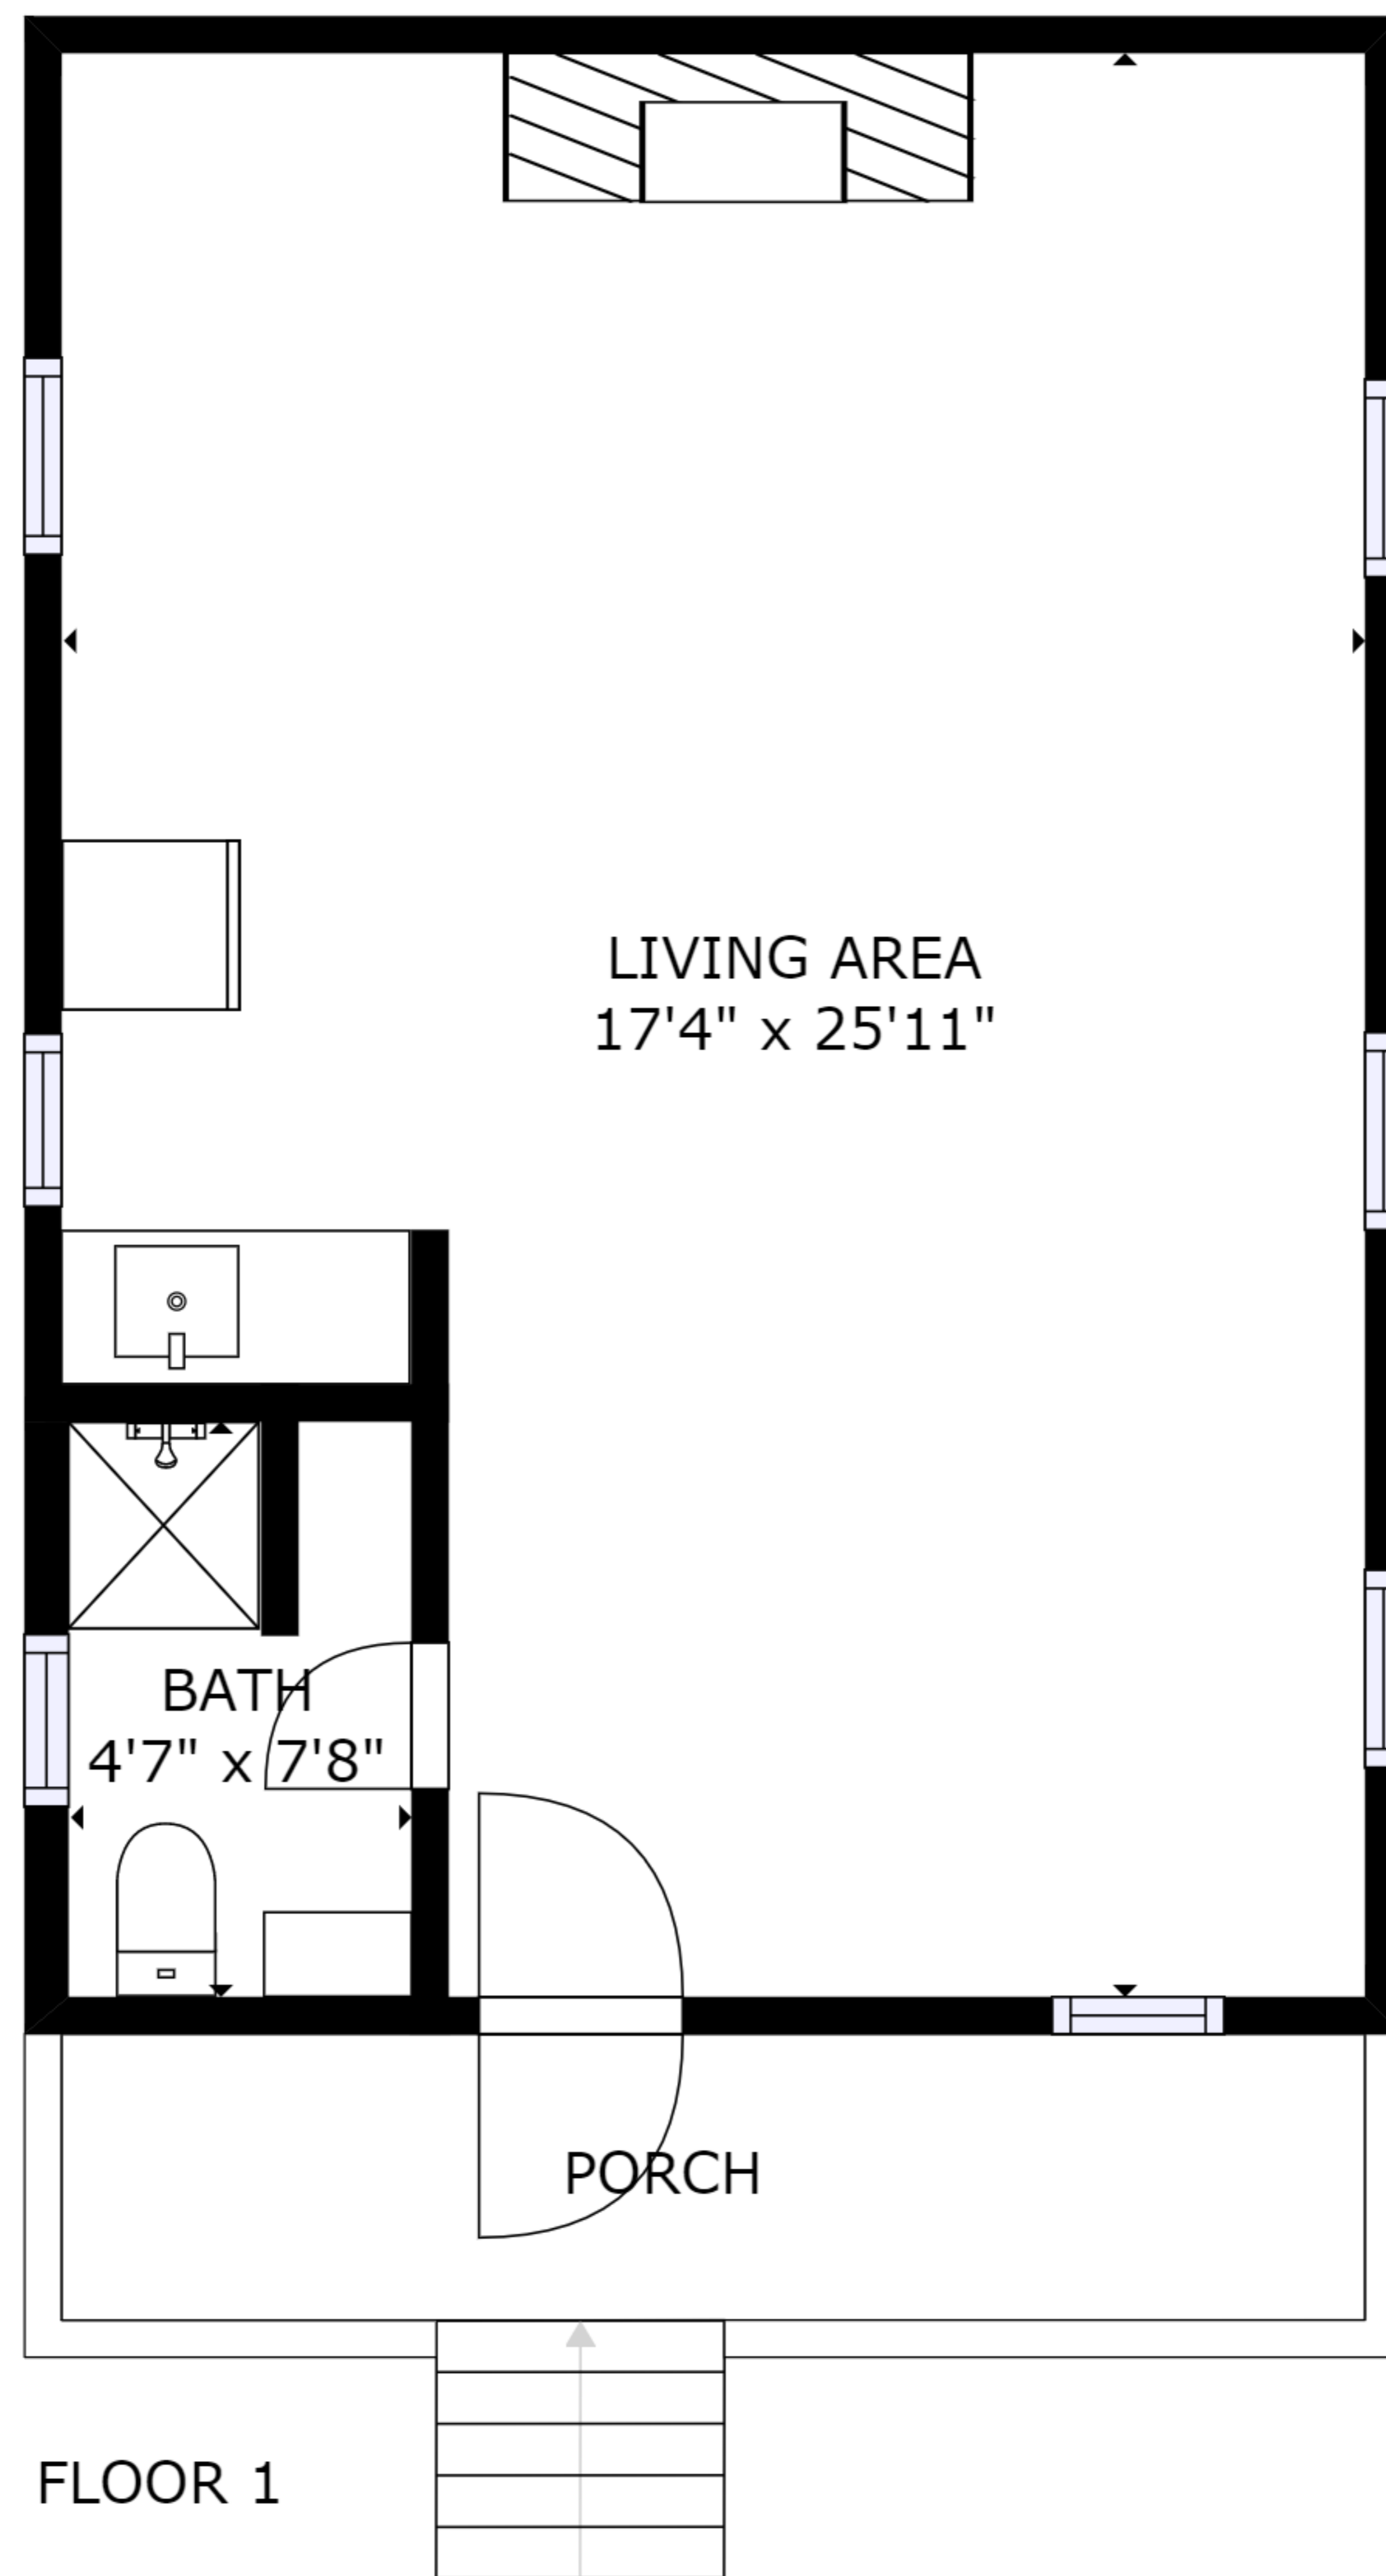 LIVING AREA
17'4" x 25'11"
BATH
4'7" x 7'8"
PORCH
FLOOR 1